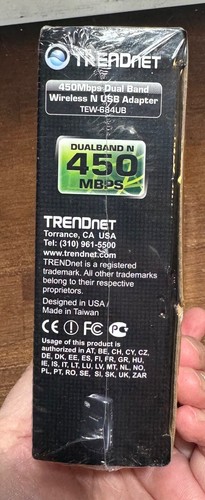 TRENDNET
450Mbps Dual Band
Wireless N USB Adapter
TEW-684UB
DUALBAND N
450
MBPS
TRENDNET
Torrance, CA USA
Tel: (310) 961-5500
www.trendnet.com
TRENDnet is a registered
trademark. All other trademarks
belong to their respective
proprietors.
Designed in USA /
Made in Taiwan
CE
Usage of this product is
authorized in AT, BE, CH, CY, CZ,
DE, DK, EE, ES, FI, FR, GR, HU,
IE, IS, IT, LT, LU, LV, MT, NL, NO,
PL, PT, RO, SE, SI, SK, UK, ZAR